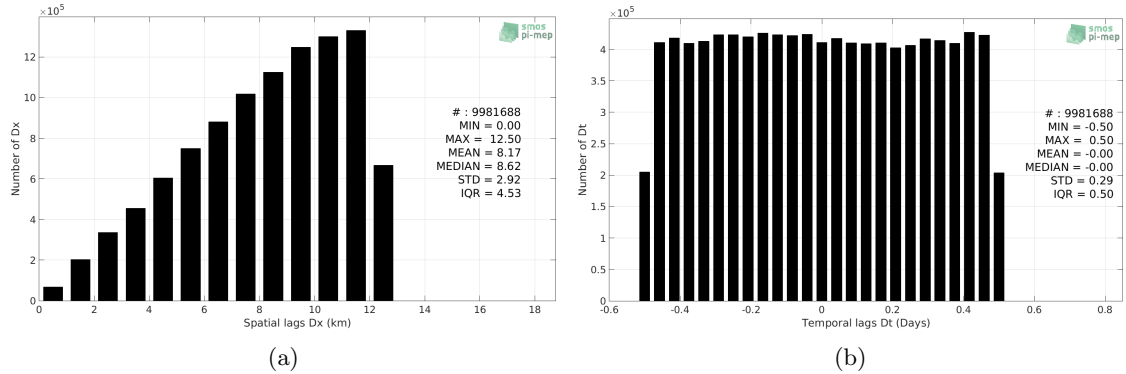 ×10⁵
12
10
8
6
4
2
0
0 2 4 6 8 10 12 14 16 18
Number of Dx
Spatial lags Dx (km)
smos
pi-mep
# : 9981688
MIN = 0.00
MAX = 12.50
MEAN = 8.17
MEDIAN = 8.62
STD = 2.92
IQR = 4.53
(a)
×10⁵
4
3.5
3
2.5
2
1.5
1
0.5
0
-0.6 -0.4 -0.2 0 0.2 0.4 0.6 0.8
Number of Dt
Temporal lags Dt (Days)
smos
pi-mep
# : 9981688
MIN = -0.50
MAX = 0.50
MEAN = -0.00
MEDIAN = -0.00
STD = 0.29
IQR = 0.50
(b)